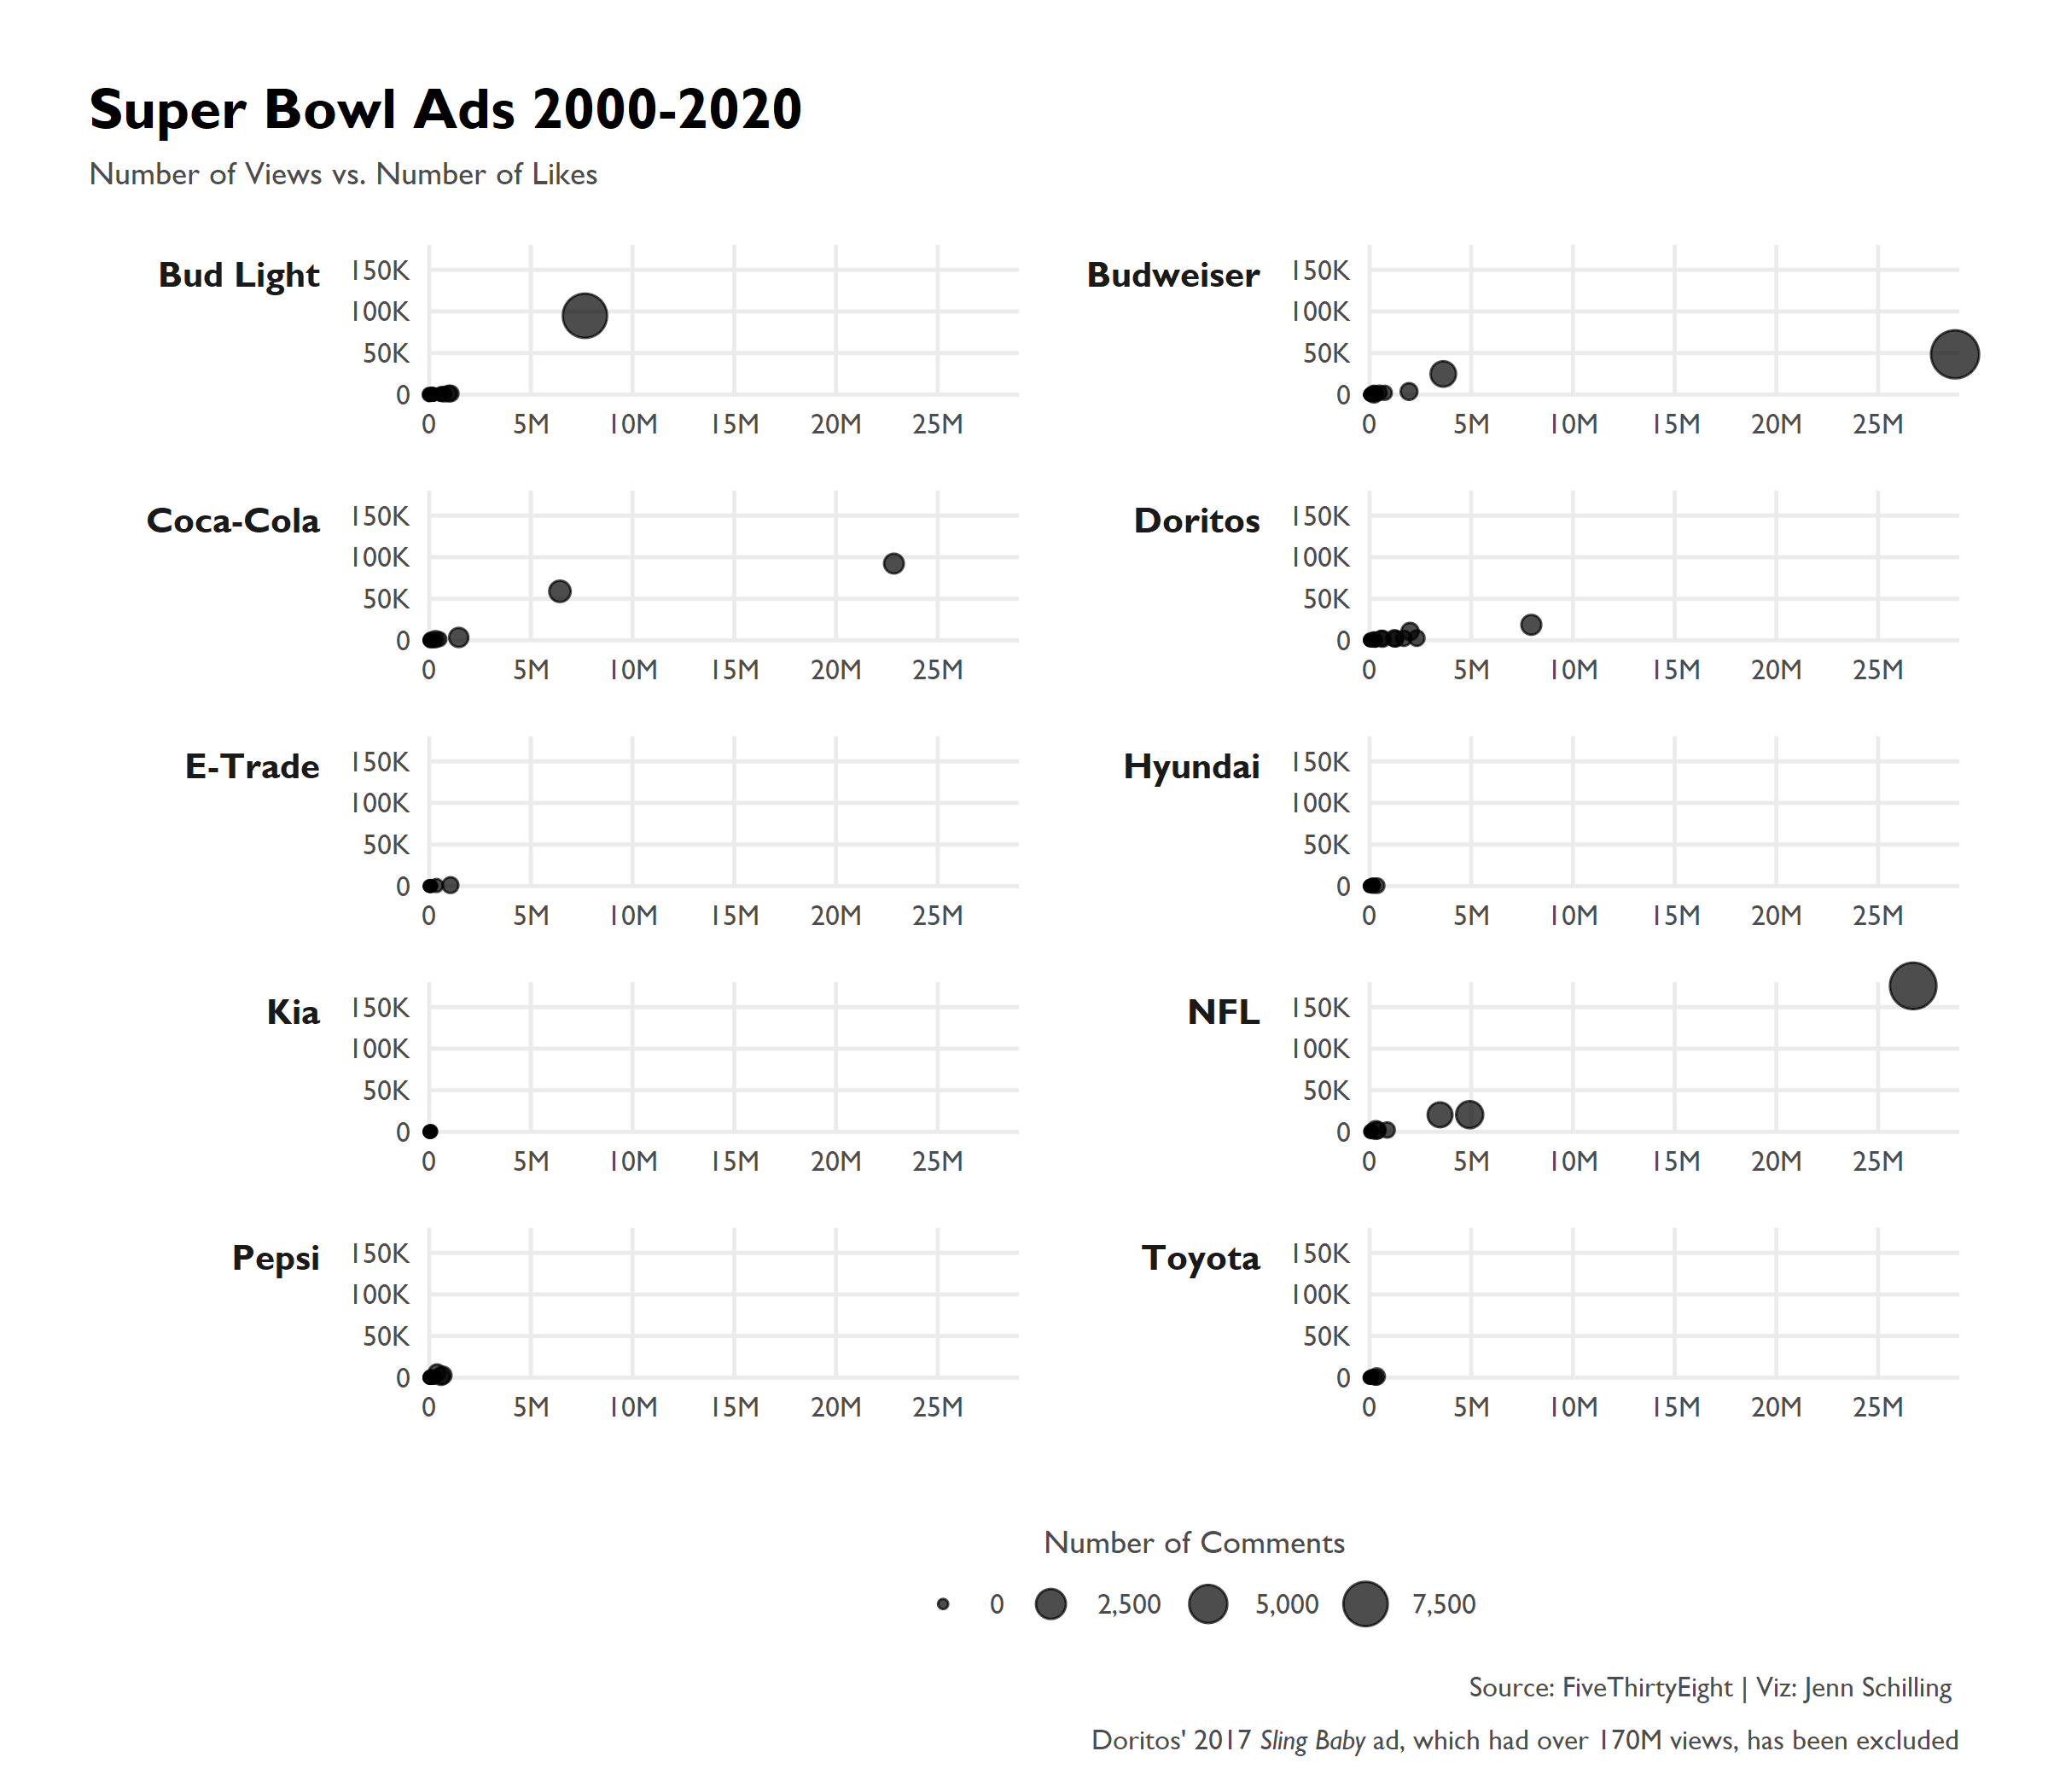 Super Bowl Ads 2000-2020
Number of Views vs. Number of Likes
Bud Light
150K
100K
50K
0
0 5M 10M 15M 20M 25M
Budweiser
150K
100K
50K
0
0 5M 10M 15M 20M 25M
Coca-Cola
150K
100K
50K
0
0 5M 10M 15M 20M 25M
Doritos
150K
100K
50K
0
0 5M 10M 15M 20M 25M
E-Trade
150K
100K
50K
0
0 5M 10M 15M 20M 25M
Hyundai
150K
100K
50K
0
0 5M 10M 15M 20M 25M
Kia
150K
100K
50K
0
0 5M 10M 15M 20M 25M
NFL
150K
100K
50K
0
0 5M 10M 15M 20M 25M
Pepsi
150K
100K
50K
0
0 5M 10M 15M 20M 25M
Toyota
150K
100K
50K
0
0 5M 10M 15M 20M 25M
Number of Comments
0 2,500 5,000 7,500
Source: FiveThirtyEight | Viz: Jenn Schilling
Doritos' 2017 Sling Baby ad, which had over 170M views, has been excluded